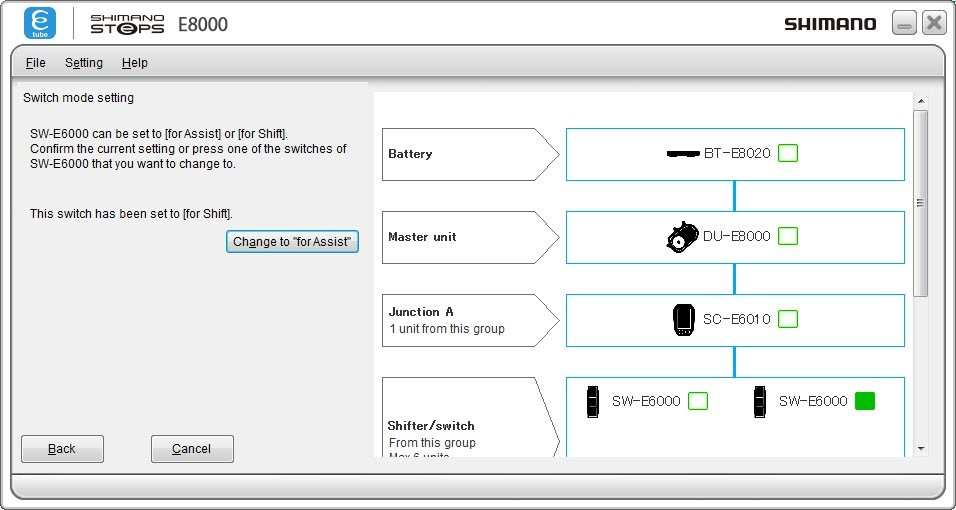 tube
SHIMANO
STEPS
E8000
SHIMANO
File Setting Help
Switch mode setting
SW-E6000 can be set to [for Assist] or [for Shift].
Confirm the current setting or press one of the switches of
SW-E6000 that you want to change to.
This switch has been set to [for Shift].
Change to "for Assist"
Back
Cancel
Battery
BT-E8020
Master unit
DU-E8000
Junction A
1 unit from this group
SC-E6010
Shifter/switch
From this group
Max 6 units
SW-E6000
SW-E6000